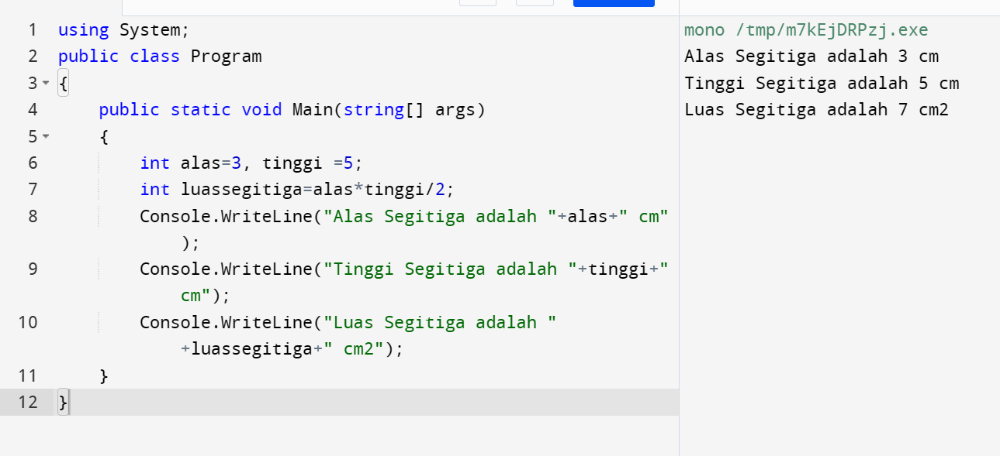 1 using System;
2 public class Program
3 {
4 public static void Main(string[] args)
5 {
6 int alas=3, tinggi =5;
7 int luassegitiga=alas*tinggi/2;
8 Console.WriteLine("Alas Segitiga adalah "+alas+" cm"
);
9 Console.WriteLine("Tinggi Segitiga adalah "+tinggi+"
cm");
10 Console.WriteLine("Luas Segitiga adalah "
+luassegitiga+" cm2");
11 }
12 }
mono /tmp/m7kEjDRPzj.exe
Alas Segitiga adalah 3 cm
Tinggi Segitiga adalah 5 cm
Luas Segitiga adalah 7 cm2